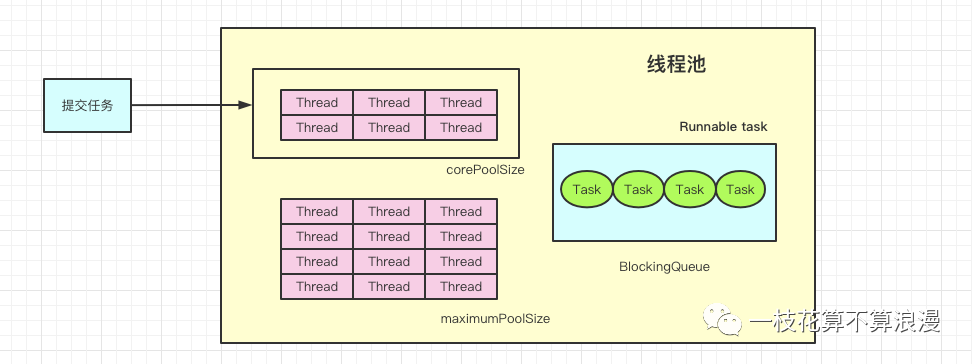 线程池
提交任务
Thread Thread Thread
Thread Thread Thread
corePoolSize
Runnable task
Task Task Task Task
BlockingQueue
Thread Thread Thread
Thread Thread Thread
Thread Thread Thread
Thread Thread Thread
maximumPoolSize
一枝花算不算浪漫